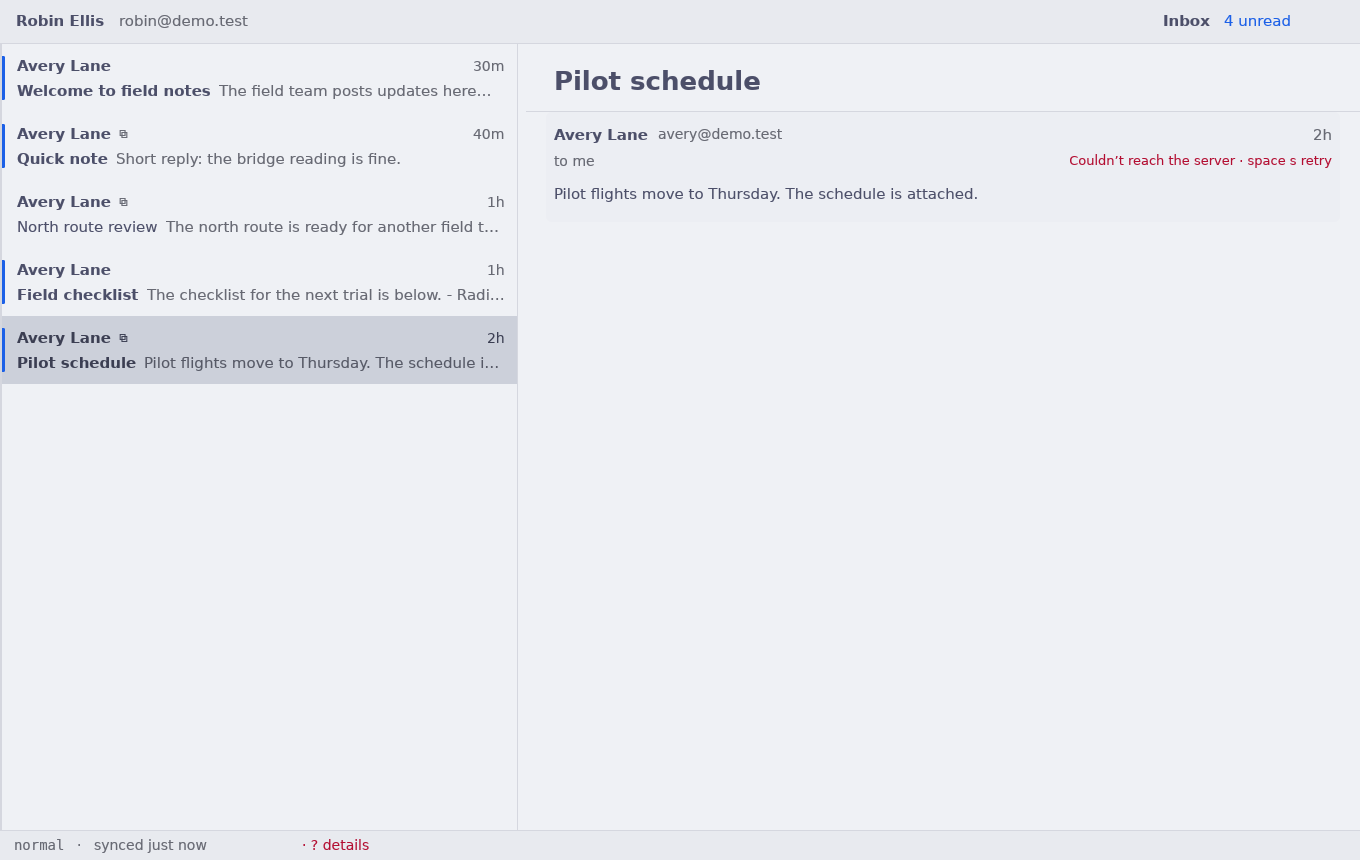 Robin Ellis robin@demo.test Inbox 4 unread
Avery Lane 30m
Welcome to field notes The field team posts updates here…
Avery Lane 40m
Quick note Short reply: the bridge reading is fine.
Avery Lane 1h
North route review The north route is ready for another field t…
Avery Lane 1h
Field checklist The checklist for the next trial is below. - Radi…
Avery Lane 2h
Pilot schedule Pilot flights move to Thursday. The schedule i…
Pilot schedule
Avery Lane avery@demo.test 2h
to me Couldn’t reach the server · space s retry
Pilot flights move to Thursday. The schedule is attached.
normal · synced just now · ? details